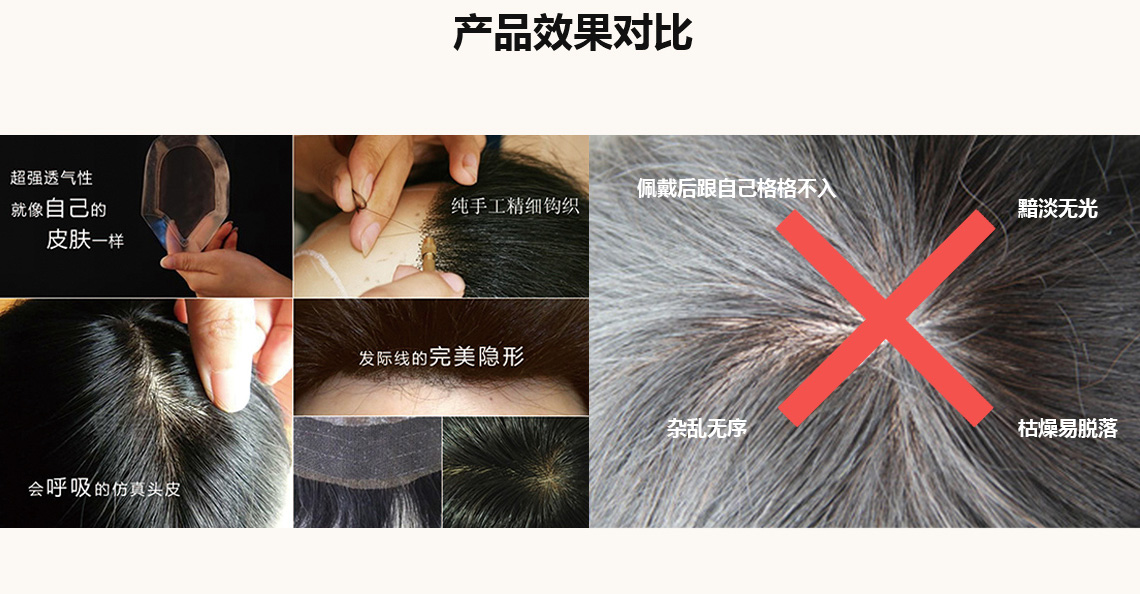 产品效果对比
超强透气性
就像自己的
皮肤一样
纯手工精细钩织
会呼吸的仿真头皮
发际线的完美隐形
佩戴后跟自己格格不入
黯淡无光
杂乱无序
枯燥易脱落